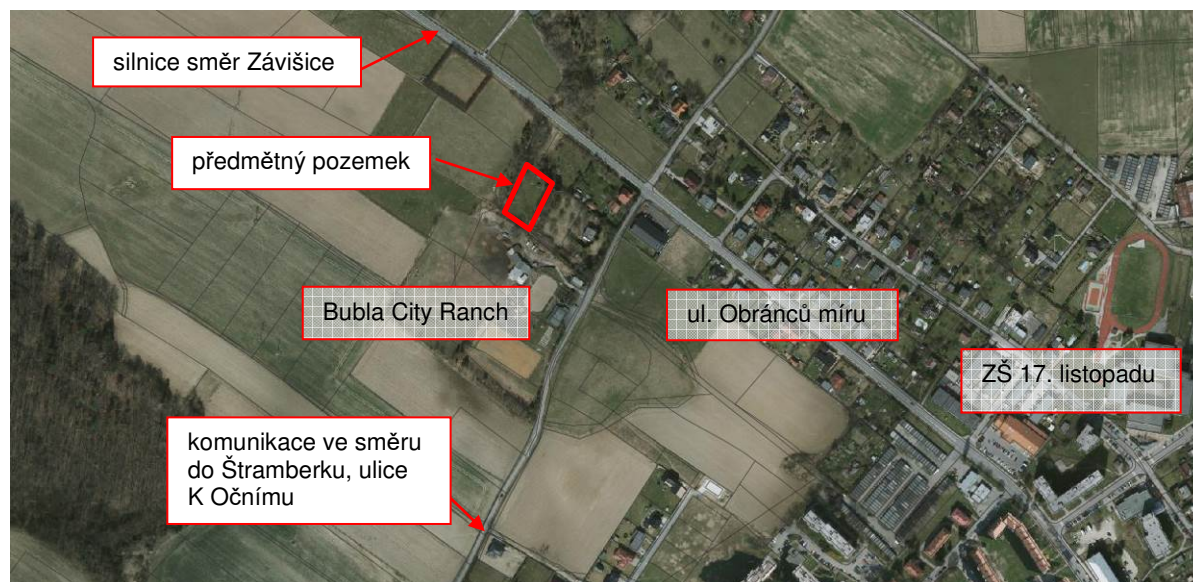 silnice směr Závišice
předmětný pozemek
Bubla City Ranch
ul. Obránců míru
ZŠ 17. listopadu
komunikace ve směru
do Štramberku, ulice
K Očnímu